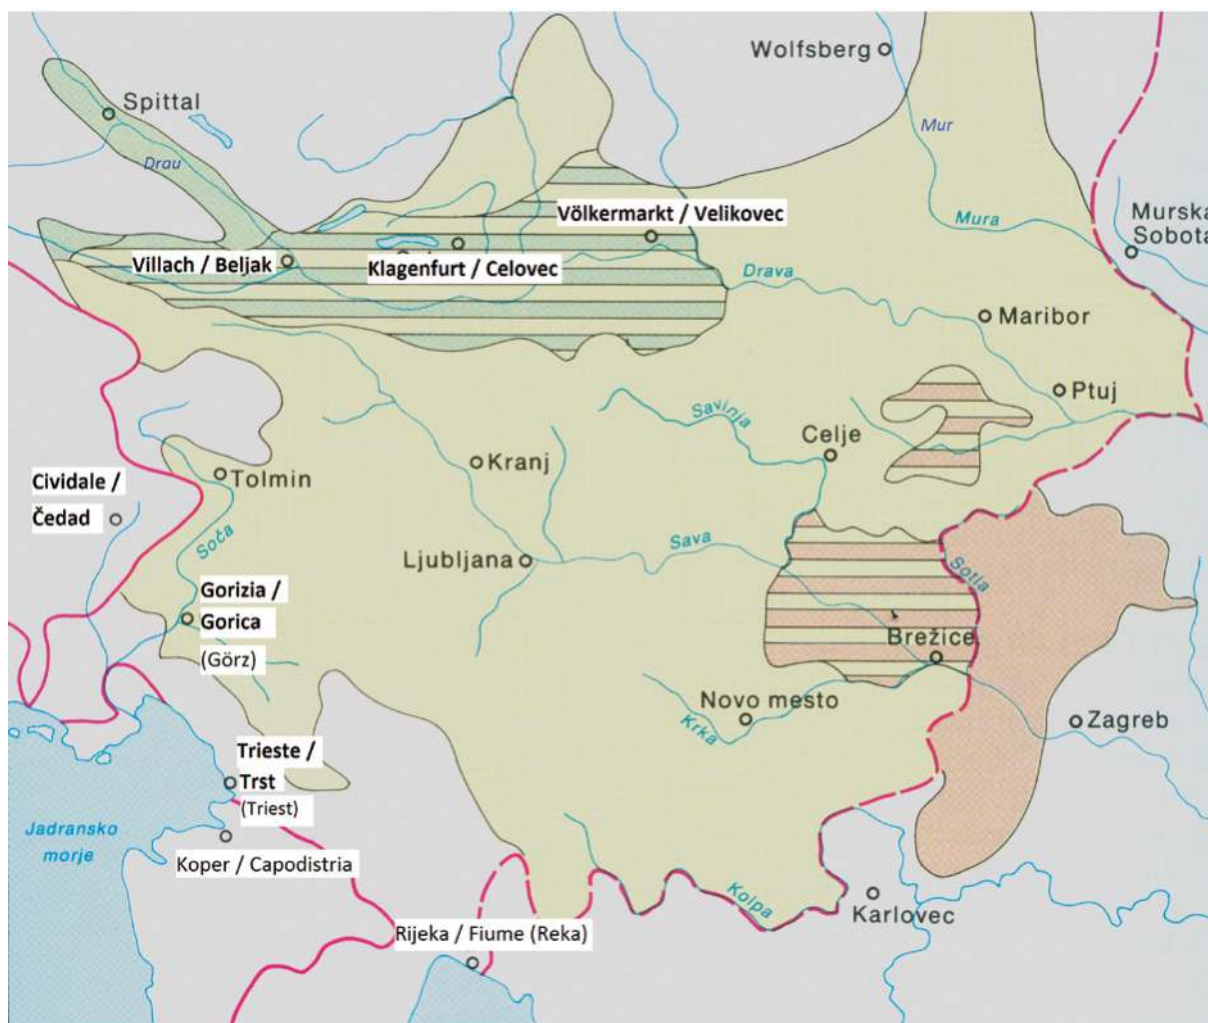 Wolfsberg
Spittal
Mur
Drau
Murska
Sobota
Völkermarkt / Velikovec
Mura
Villach / Beljak
Klagenfurt / Celovec
Drava
Maribor
Ptuj
Savinja
Celje
Kranj
Tolmin
Cividale /
Čedad
Soča
Sava
Ljubljana
Sotla
Gorizia /
Gorica
(Görz)
Brežice
Novo mesto
Krka
Zagreb
Trieste /
Trst
(Triest)
Jadransko
morje
Koper / Capodistria
Kolpa
Karlovec
Rijeka / Fiume (Reka)